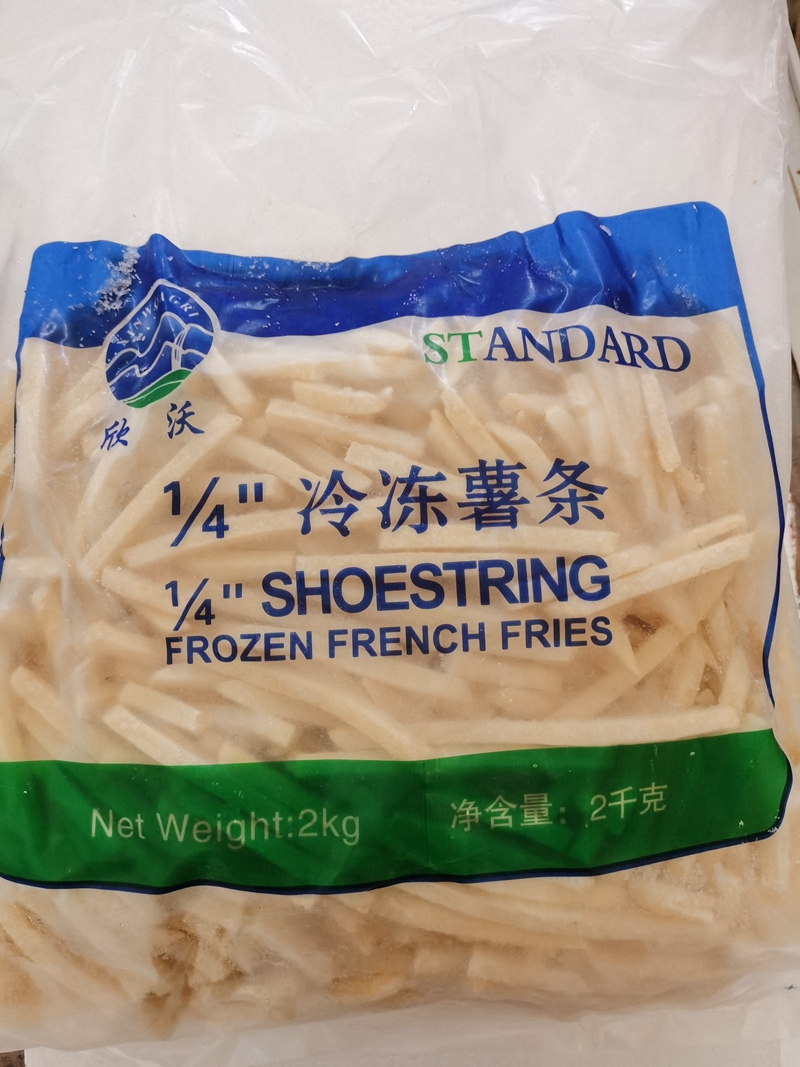 STANDARD
欣 沃
1/4" 冷冻薯条
1/4" SHOESTRING
FROZEN FRENCH FRIES
Net Weight:2kg 净含量：2千克